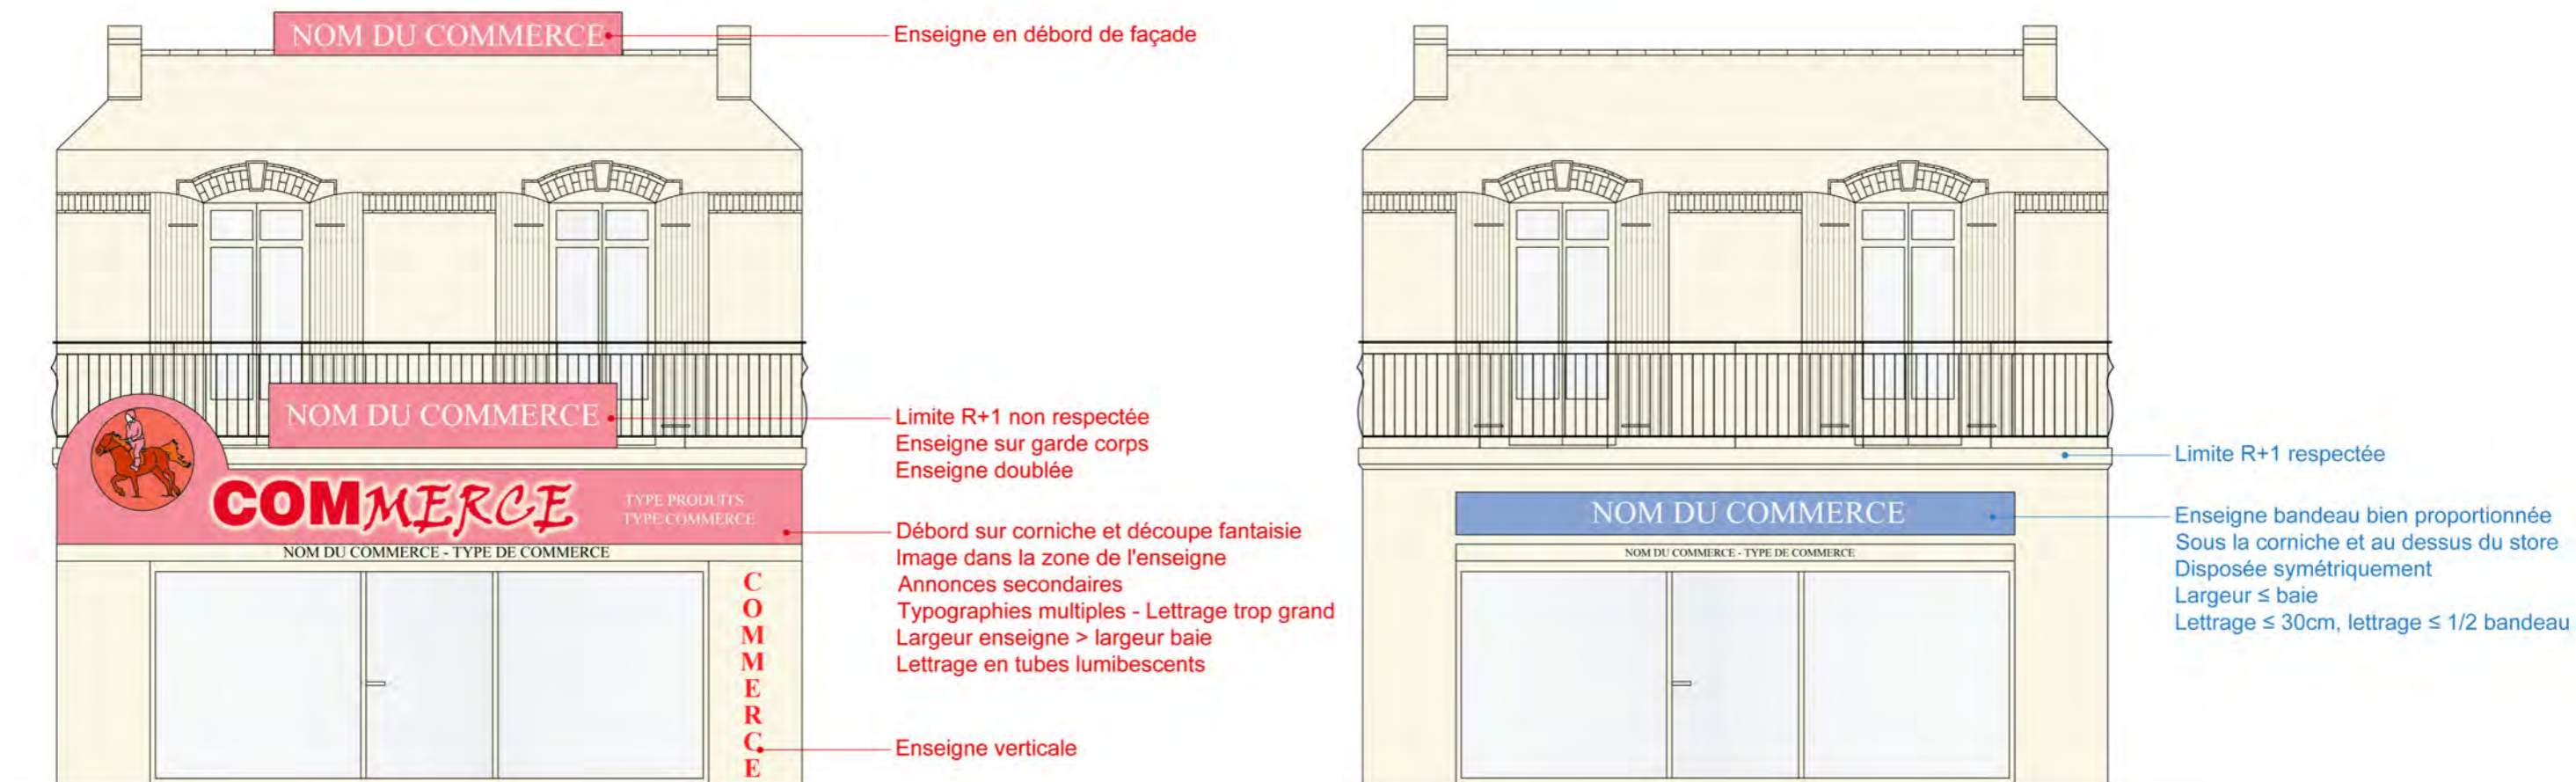 NOM DU COMMERCE
Enseigne en débord de façade
NOM DU COMMERCE
Limite R+1 non respectée
Enseigne sur garde corps
Enseigne doublée
COMMERCE
TYPE PRODUITS
TYPE COMMERCE
NOM DU COMMERCE - TYPE DE COMMERCE
Débord sur corniche et découpe fantaisie
Image dans la zone de l'enseigne
Annonces secondaires
Typographies multiples - Lettrage trop grand
Largeur enseigne > largeur baie
Lettrage en tubes lumibescents
COMMERCE
Enseigne verticale
Limite R+1 respectée
NOM DU COMMERCE
NOM DU COMMERCE - TYPE DE COMMERCE
Enseigne bandeau bien proportionnée
Sous la corniche et au dessus du store
Disposée symétriquement
Largeur ≤ baie
Lettrage ≤ 30cm, lettrage ≤ 1/2 bandeau